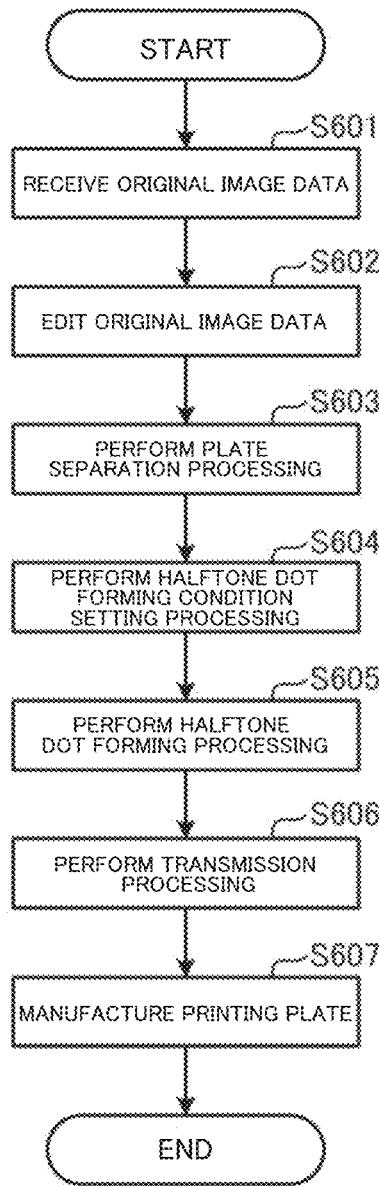 START
S601
RECEIVE ORIGINAL IMAGE DATA
S602
EDIT ORIGINAL IMAGE DATA
S603
PERFORM PLATE
SEPARATION PROCESSING
S604
PERFORM HALFTONE DOT
FORMING CONDITION
SETTING PROCESSING
S605
PERFORM HALFTONE
DOT FORMING PROCESSING
S606
PERFORM TRANSMISSION
PROCESSING
S607
MANUFACTURE PRINTING PLATE
END